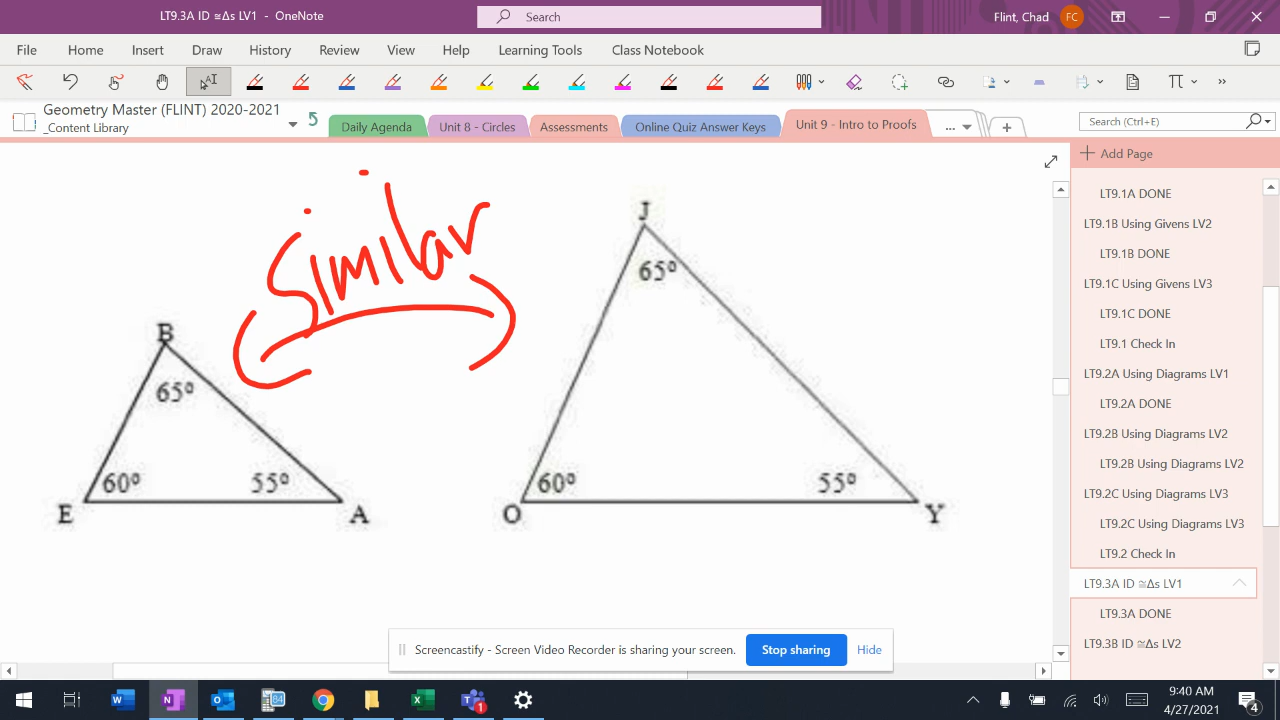 LT9.3A ID ≅Δs LV1 - OneNote
Search
Flint, Chad
FC
File Home Insert Draw History Review View Help Learning Tools Class Notebook
Geometry Master (FLINT) 2020-2021
_Content Library
Daily Agenda
Unit 8 - Circles
Assessments
Online Quiz Answer Keys
Unit 9 - Intro to Proofs
...
Search (Ctrl+E)
Add Page
LT9.1A DONE
LT9.1B Using Givens LV2
LT9.1B DONE
LT9.1C Using Givens LV3
LT9.1C DONE
LT9.1 Check In
LT9.2A Using Diagrams LV1
LT9.2A DONE
LT9.2B Using Diagrams LV2
LT9.2B Using Diagrams LV2
LT9.2C Using Diagrams LV3
LT9.2C Using Diagrams LV3
LT9.2 Check In
LT9.3A ID ≅Δs LV1
LT9.3A DONE
LT9.3B ID ≅Δs LV2
Similar
B
65º
60º 55º
E A
J
65º
60º 55º
O Y
Screencastify - Screen Video Recorder is sharing your screen.
Stop sharing
Hide
9:40 AM
4/27/2021
4
1